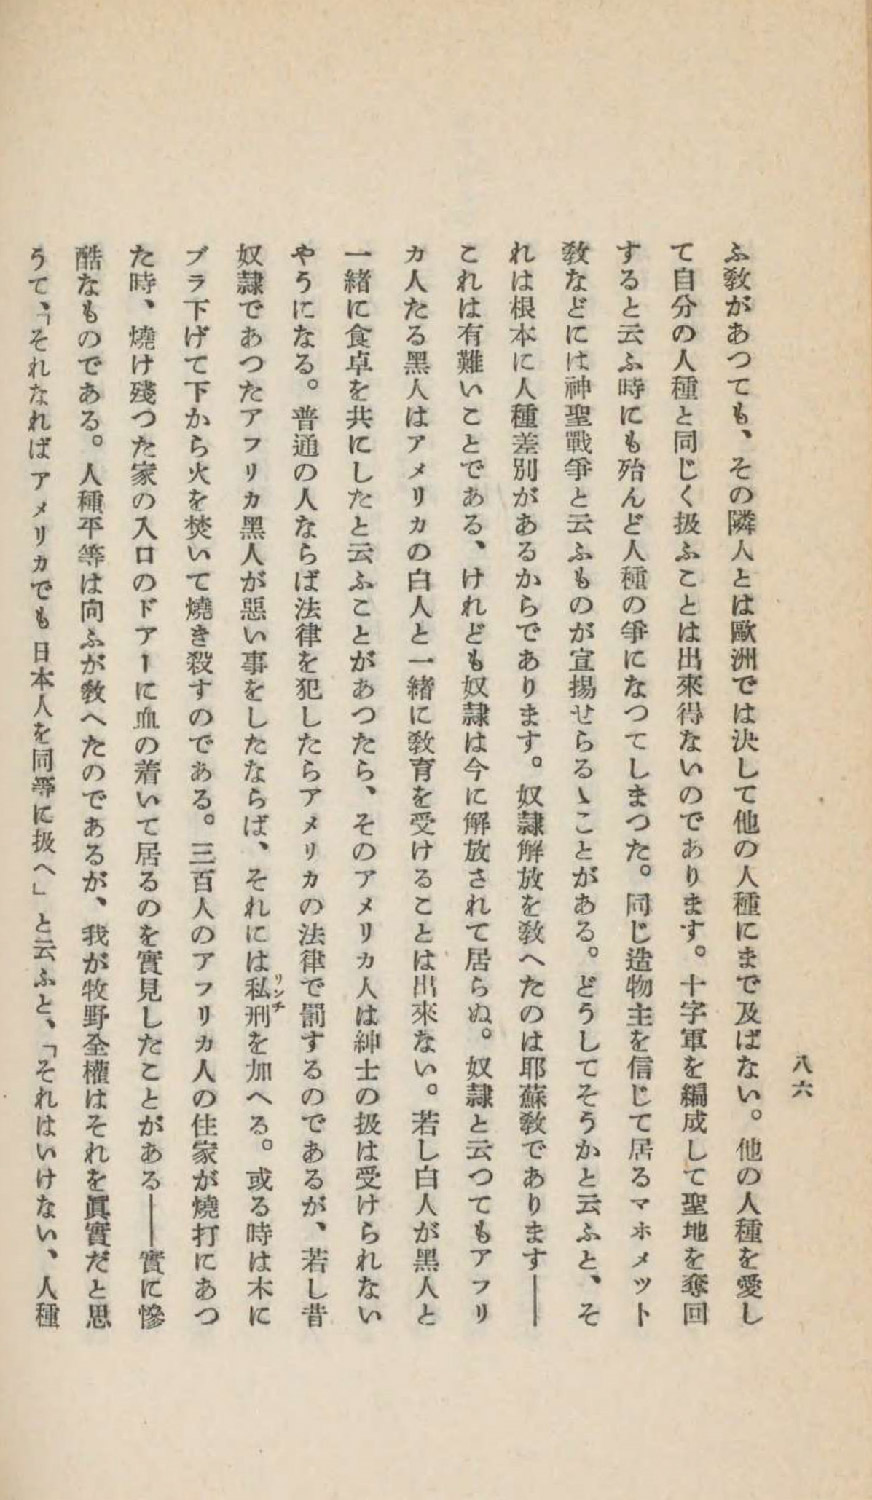 八六
ふ敎があつても、その隣人とは歐洲では決して他の人種にまで及ばない。他の人種を愛し
て自分の人種と同じく扱ふことは出來得ないのであります。十字軍を編成して聖地を奪回
すると云ふ時にも殆んど人種の爭になつてしまつた。同じ造物主を信じて居るマホメット
敎などには神聖戰爭と云ふものが宣揚せらるゝことがある。どうしてそうかと云ふと、そ
れは根本に人種差別があるからであります。奴隷解放を敎へたのは耶蘇敎であります――
これは有難いことである、けれども奴隷は今に解放されて居らぬ。奴隷と云つてもアフリ
カ人たる黑人はアメリカの白人と一緒に敎育を受けることは出來ない。若し白人が黑人と
一緒に食卓を共にしたと云ふことがあつたら、そのアメリカ人は紳士の扱は受けられない
やうになる。普通の人ならば法律を犯したらアメリカの法律で罰するのであるが、若し昔
奴隷であつたアフリカ黑人が惡い事をしたならば、それには私刑を加へる。或る時は木に
リンチ
ブラ下げて下から火を焚いて燒き殺すのである。三百人のアフリカ人の住家が燒打にあつ
た時、燒け殘つた家の入口のドアーに血の着いて居るのを實見したことがある――實に慘
酷なものである。人種平等は向ふが敎へたのであるが、我が牧野全權はそれを眞實だと思
うて、「それなればアメリカでも日本人を同等に扱へ」と云ふと、「それはいけない、人種